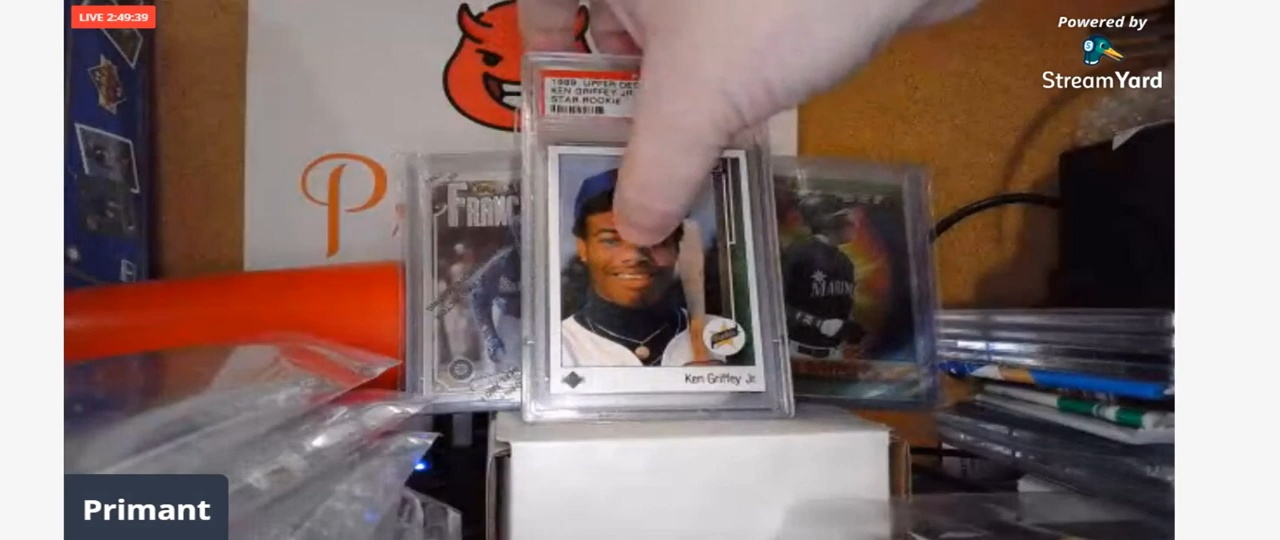 LIVE 2:49:39
Powered by
StreamYard
1989 UPPER DEC
KEN GRIFFEY JR
STAR ROOKIE
P
FRANC
MARIN
Ken Griffey Jr.
Primant